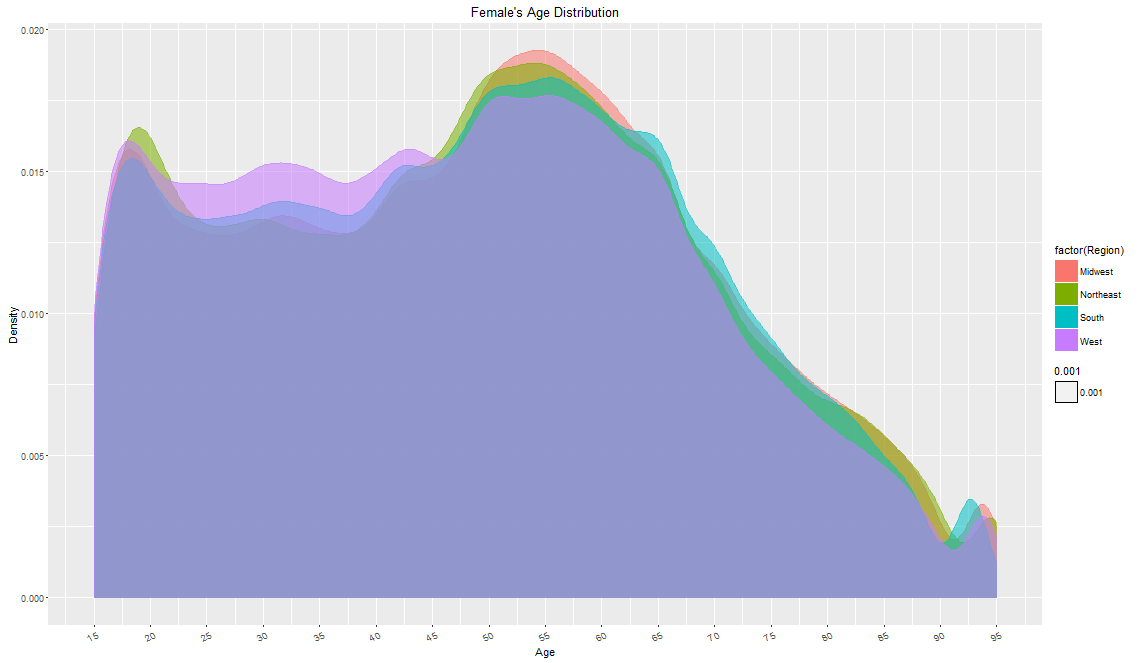 Female's Age Distribution
0.020
0.015
0.010
0.005
0.000
Density
15 20 25 30 35 40 45 50 55 60 65 70 75 80 85 90 95
Age
factor(Region)
Midwest
Northeast
South
West
0.001
0.001